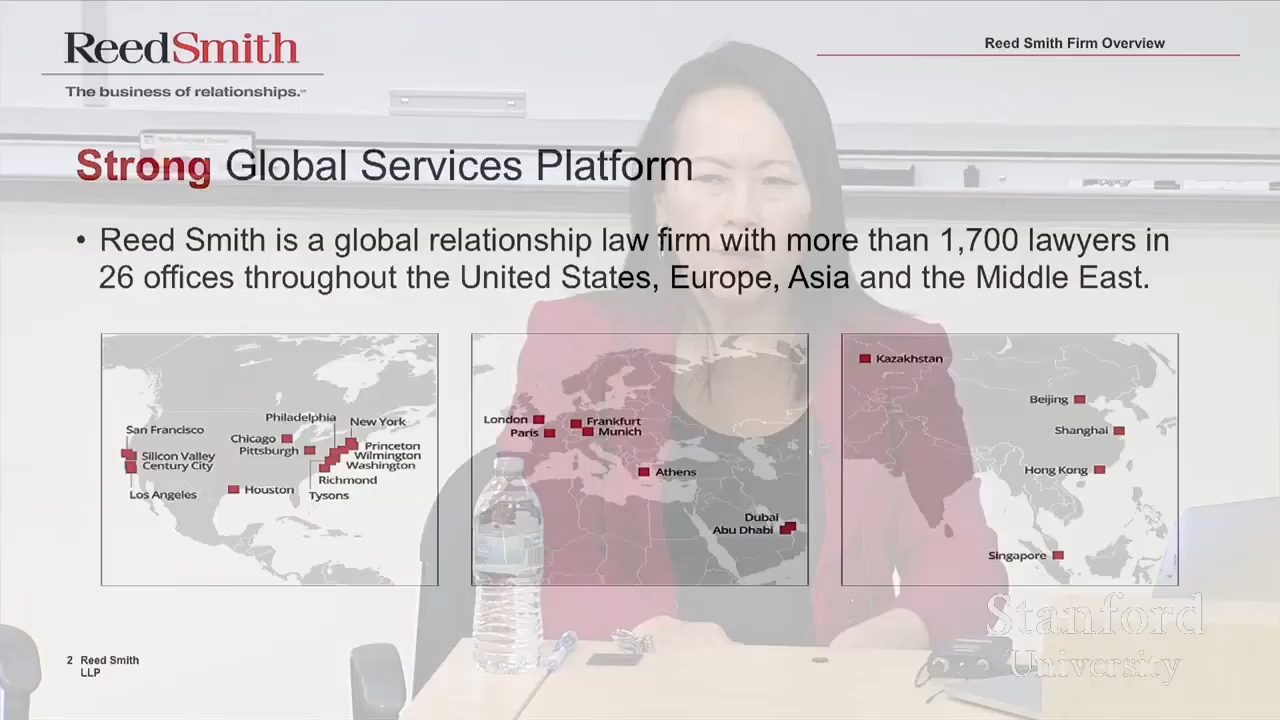 ReedSmith
The business of relationships.
Reed Smith Firm Overview
Strong Global Services Platform
• Reed Smith is a global relationship law firm with more than 1,700 lawyers in
26 offices throughout the United States, Europe, Asia and the Middle East.
San Francisco
Silicon Valley
Century City
Los Angeles
Philadelphia
New York
Chicago
Pittsburgh
Princeton
Wilmington
Washington
Richmond
Tysons
Houston
London
Paris
Frankfurt
Munich
Athens
Dubai
Abu Dhabi
Kazakhstan
Beijing
Shanghai
Hong Kong
Singapore
2 Reed Smith
LLP
Stanford
University